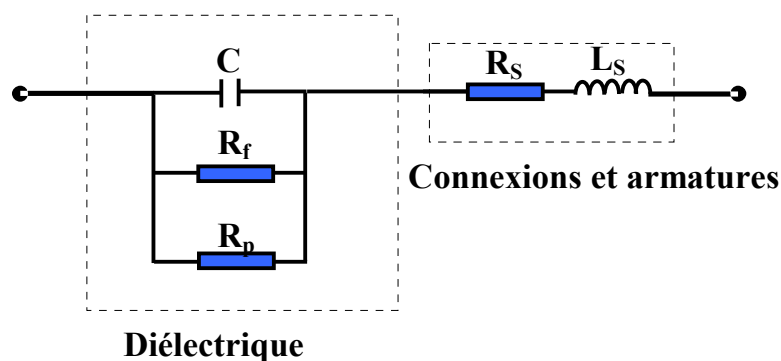 C
R_S
L_S
R_f
R_p
Connexions et armatures
Diélectrique